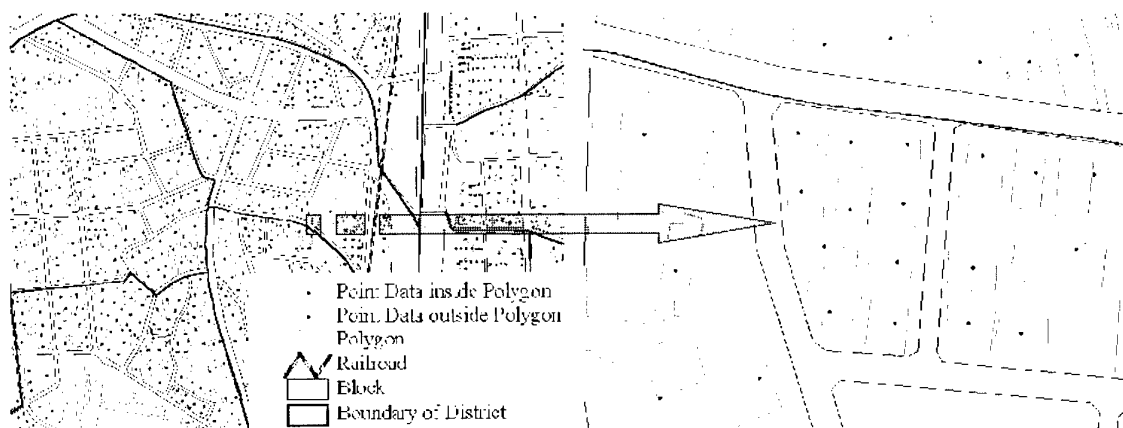 Point Data inside Polygon
Point Data outside Polygon
Polygon
Railroad
Block
Boundary of District